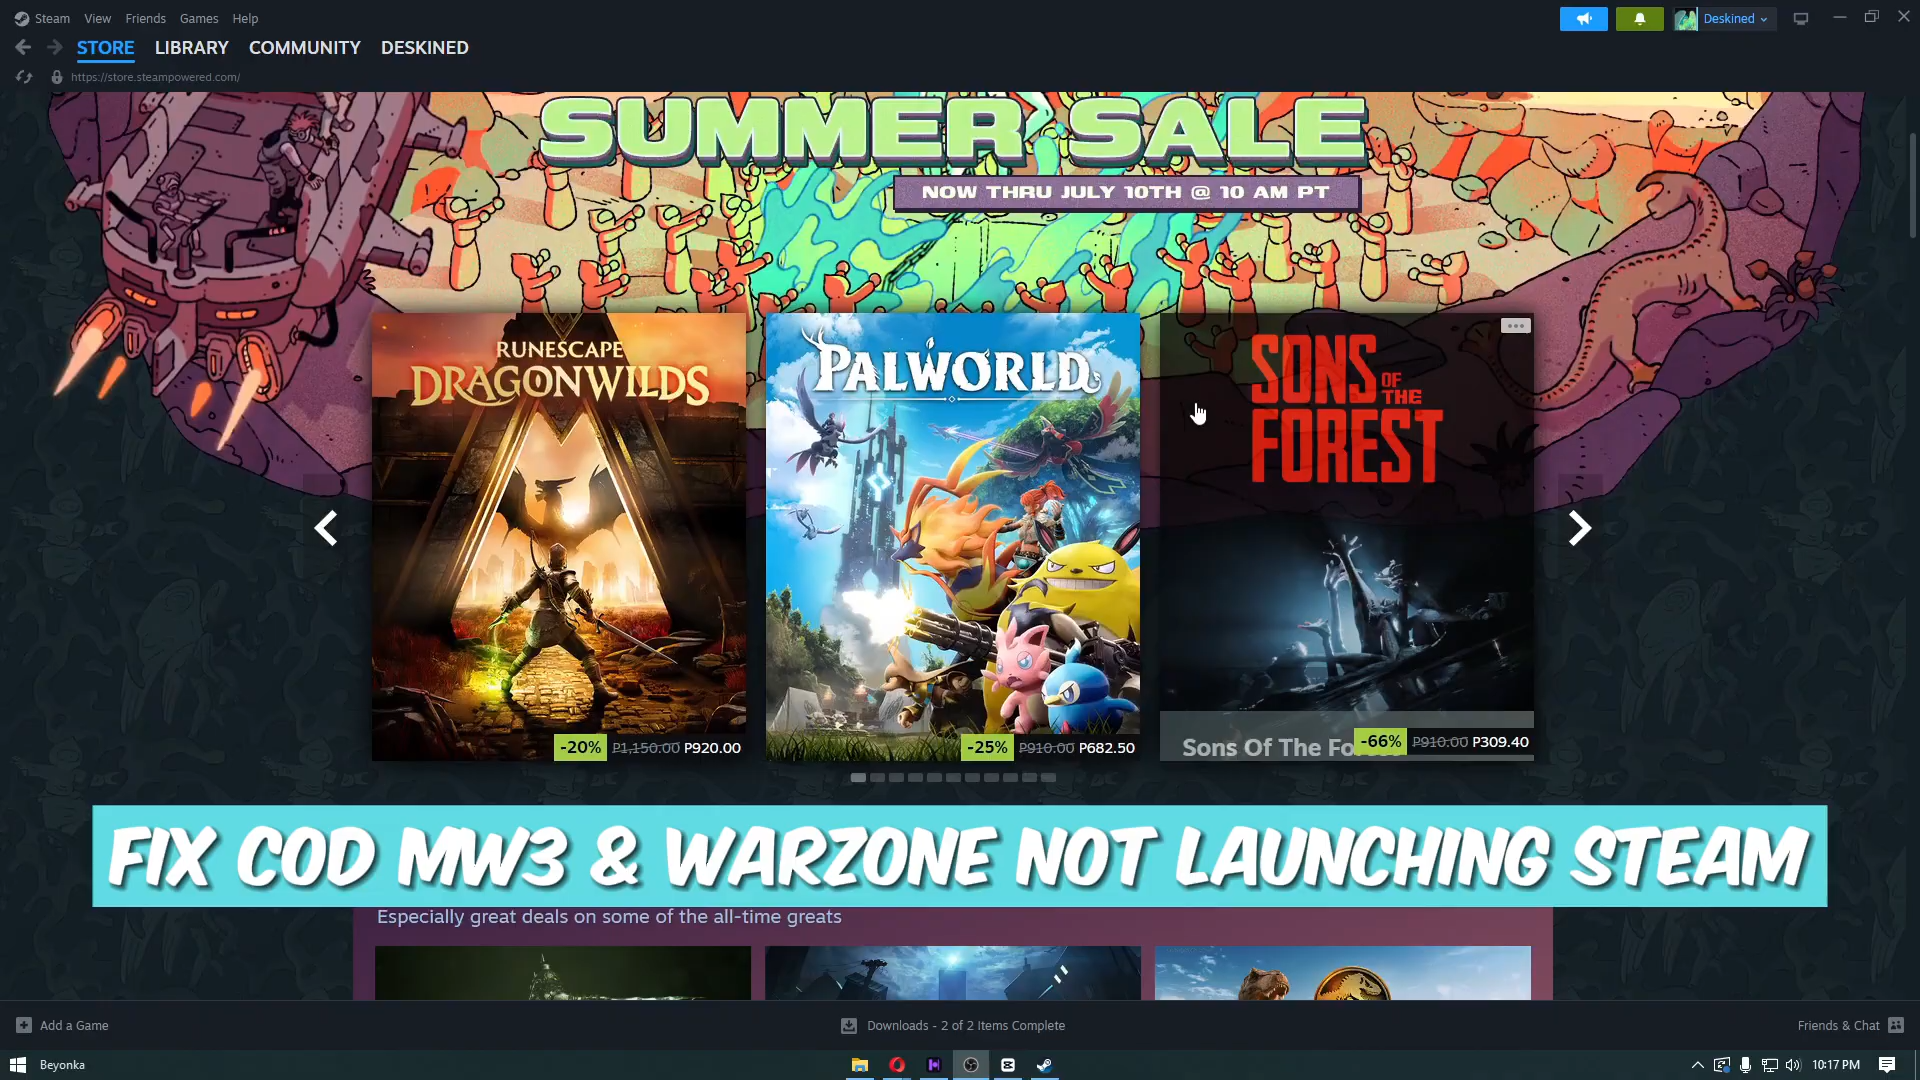 Steam View Friends Games Help
Deskined
STORE LIBRARY COMMUNITY DESKINED
https://store.steampowered.com/
SUMMER SALE
NOW THRU JULY 10TH @ 10 AM PT
RUNESCAPE
DRAGONWILDS
-20% P1,150.00 P920.00
PALWORLD
-25% P910.00 P682.50
SONS
OF
THE
FOREST
Sons Of The Fo
-66% P910.00 P309.40
FIX COD MW3 & WARZONE NOT LAUNCHING STEAM
Especially great deals on some of the all-time greats
Add a Game
Downloads - 2 of 2 Items Complete
Friends & Chat
Beyonka
10:17 PM